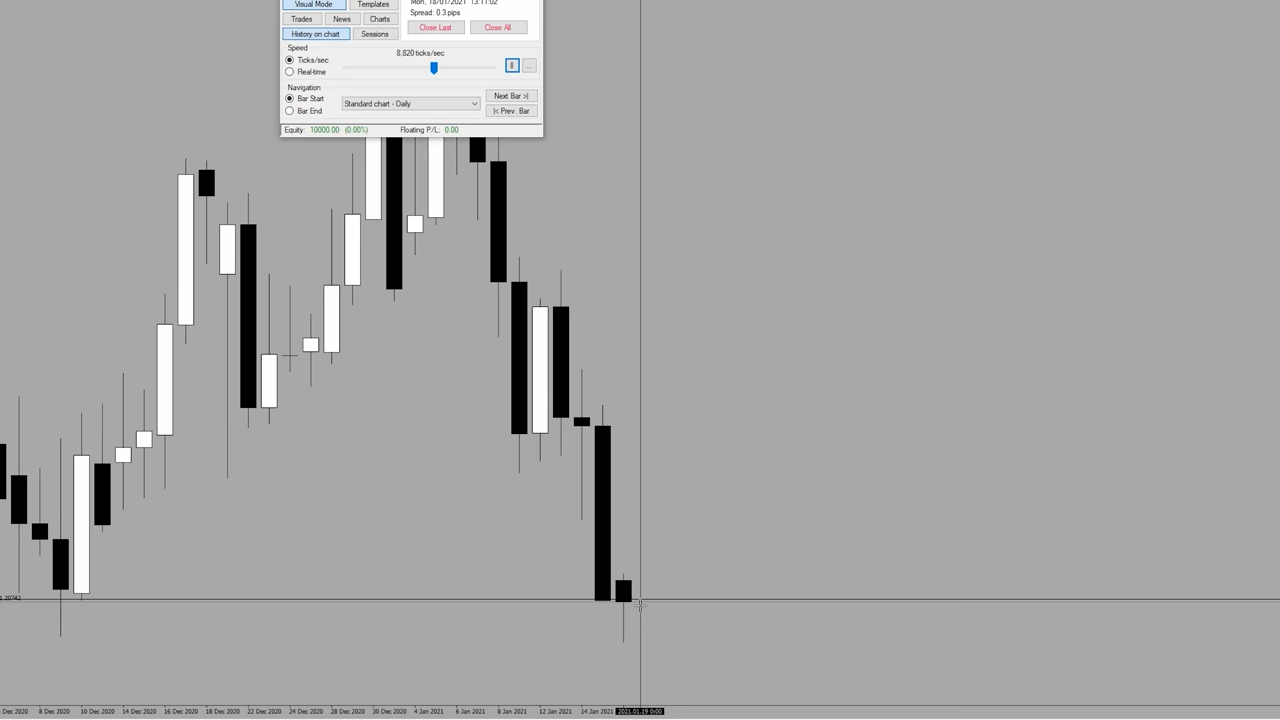 Visual Mode Templates Mon, 18/01/2021 13:11:02
Spread: 0.3 pips
Trades News Charts
Close Last Close All
History on chart Sessions
Speed
8,820 ticks/sec
Ticks/sec
Real-time
...
Navigation
Bar Start
Standard chart - Daily
Next Bar >|
Bar End
|< Prev. Bar
Equity: 10000.00 (0.00%) Floating P/L: 0.00
1.20742
Dec 2020 8 Dec 2020 10 Dec 2020 14 Dec 2020 16 Dec 2020 18 Dec 2020 22 Dec 2020 24 Dec 2020 28 Dec 2020 30 Dec 2020 4 Jan 2021 6 Jan 2021 8 Jan 2021 12 Jan 2021 14 Jan 2021 2021.01.19 0:00